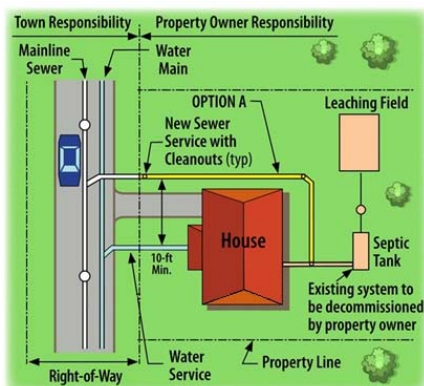 Town Responsibility
Property Owner Responsibility
Mainline
Sewer
Water
Main
OPTION A
Leaching Field
New Sewer
Service with
Cleanouts (typ)
House
10-ft
Min.
Septic
Tank
Existing system to
be decommissioned
by property owner
Water
Service
Property Line
Right-of-Way